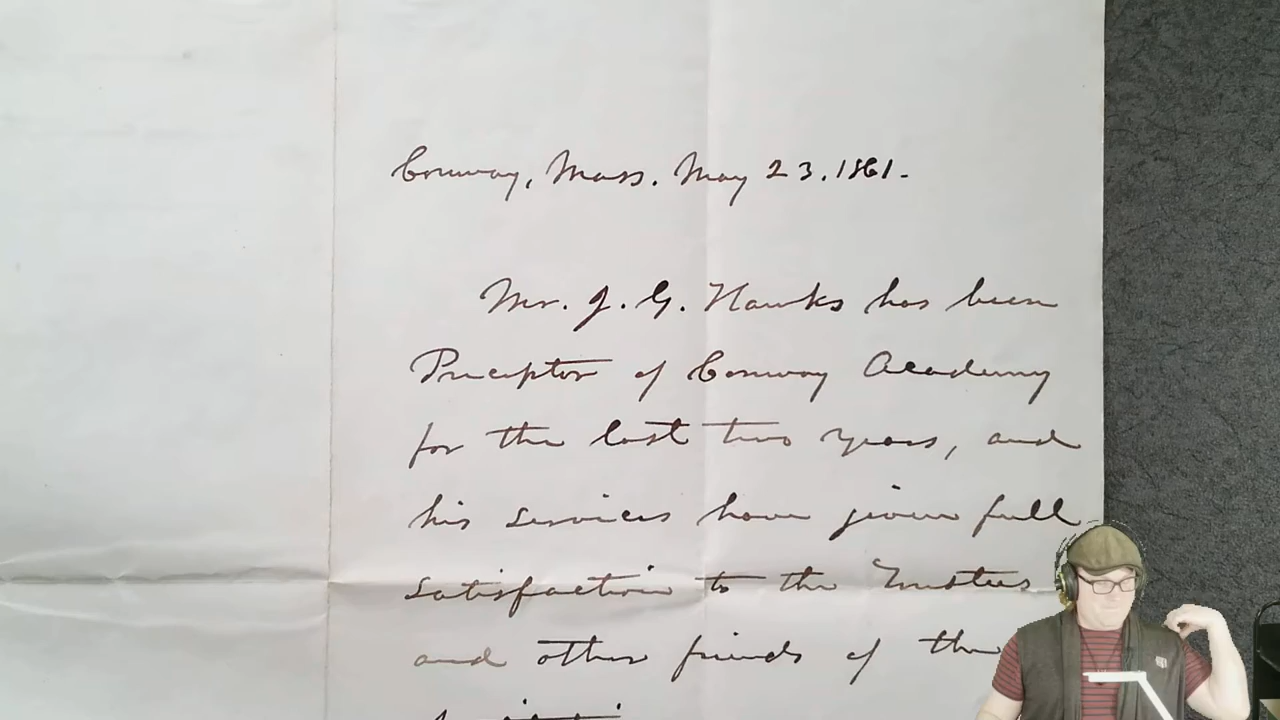 Conway, Mass. May 23. 1861.
Mr. J. G. Hawks has been
Preceptor of Conway Academy
for the last two years, and
his services have given full
satisfaction to the Trustees
and other friends of the